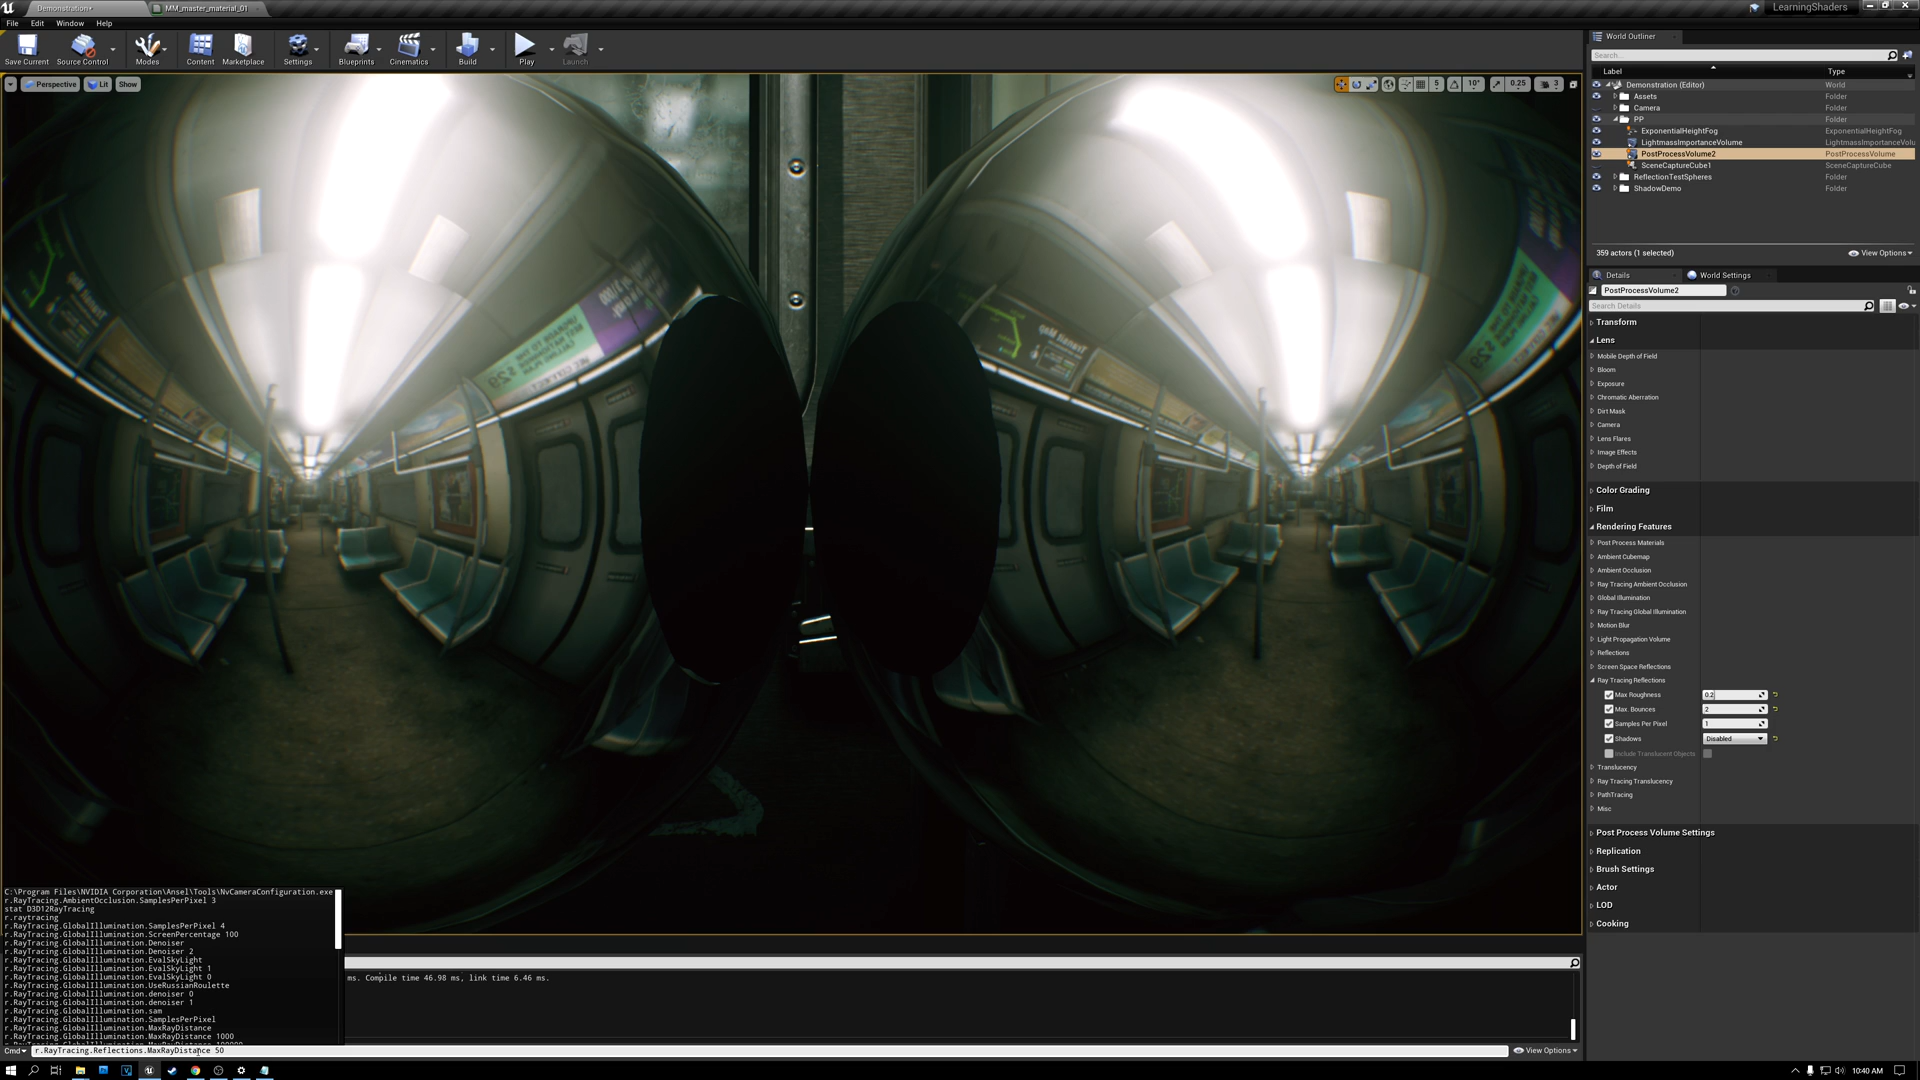 Demonstration*
MM_master_material_01
LearningShaders
File Edit Window Help
Save Current
Source Control
Modes
Content
Marketplace
Settings
Blueprints
Cinematics
Build
Play
Launch
Perspective Lit Show
5 10° 0.25 3
World Outliner
Search...
Label Type
Demonstration (Editor) World
Assets Folder
Camera Folder
PP Folder
ExponentialHeightFog ExponentialHeightFog
LightmassImportanceVolume LightmassImportanceVolu
PostProcessVolume2 PostProcessVolume
SceneCaptureCube1 SceneCaptureCube
ReflectionTestSpheres Folder
ShadowDemo Folder
359 actors (1 selected)
View Options
Details World Settings
PostProcessVolume2
Search Details
Transform
Lens
Mobile Depth of Field
Bloom
Exposure
Chromatic Aberration
Dirt Mask
Camera
Lens Flares
Image Effects
Depth of Field
Color Grading
Film
Rendering Features
Post Process Materials
Ambient Cubemap
Ambient Occlusion
Ray Tracing Ambient Occlusion
Global Illumination
Ray Tracing Global Illumination
Motion Blur
Light Propagation Volume
Reflections
Screen Space Reflections
Ray Tracing Reflections
Max Roughness 0.2
Max. Bounces 2
Samples Per Pixel 1
Shadows Disabled
Include Translucent Objects
Translucency
Ray Tracing Translucency
PathTracing
Misc
Post Process Volume Settings
Replication
Brush Settings
Actor
LOD
Cooking
C:\Program Files\NVIDIA Corporation\Ansel\Tools\NvCameraConfiguration.exe
r.RayTracing.AmbientOcclusion.SamplesPerPixel 3
stat D3D12RayTracing
r.raytracing
r.RayTracing.GlobalIllumination.SamplesPerPixel 4
r.RayTracing.GlobalIllumination.ScreenPercentage 100
r.RayTracing.GlobalIllumination.Denoiser
r.RayTracing.GlobalIllumination.Denoiser 2
r.RayTracing.GlobalIllumination.EvalSkyLight
r.RayTracing.GlobalIllumination.EvalSkyLight 1
r.RayTracing.GlobalIllumination.EvalSkyLight 0
r.RayTracing.GlobalIllumination.UseRussianRoulette
r.RayTracing.GlobalIllumination.denoiser 0
r.RayTracing.GlobalIllumination.denoiser 1
r.RayTracing.GlobalIllumination.sam
r.RayTracing.GlobalIllumination.SamplesPerPixel
r.RayTracing.GlobalIllumination.MaxRayDistance
r.RayTracing.GlobalIllumination.MaxRayDistance 1000
ms. Compile time 46.98 ms, link time 6.46 ms.
Cmd r.RayTracing.Reflections.MaxRayDistance 50
View Options
10:40 AM